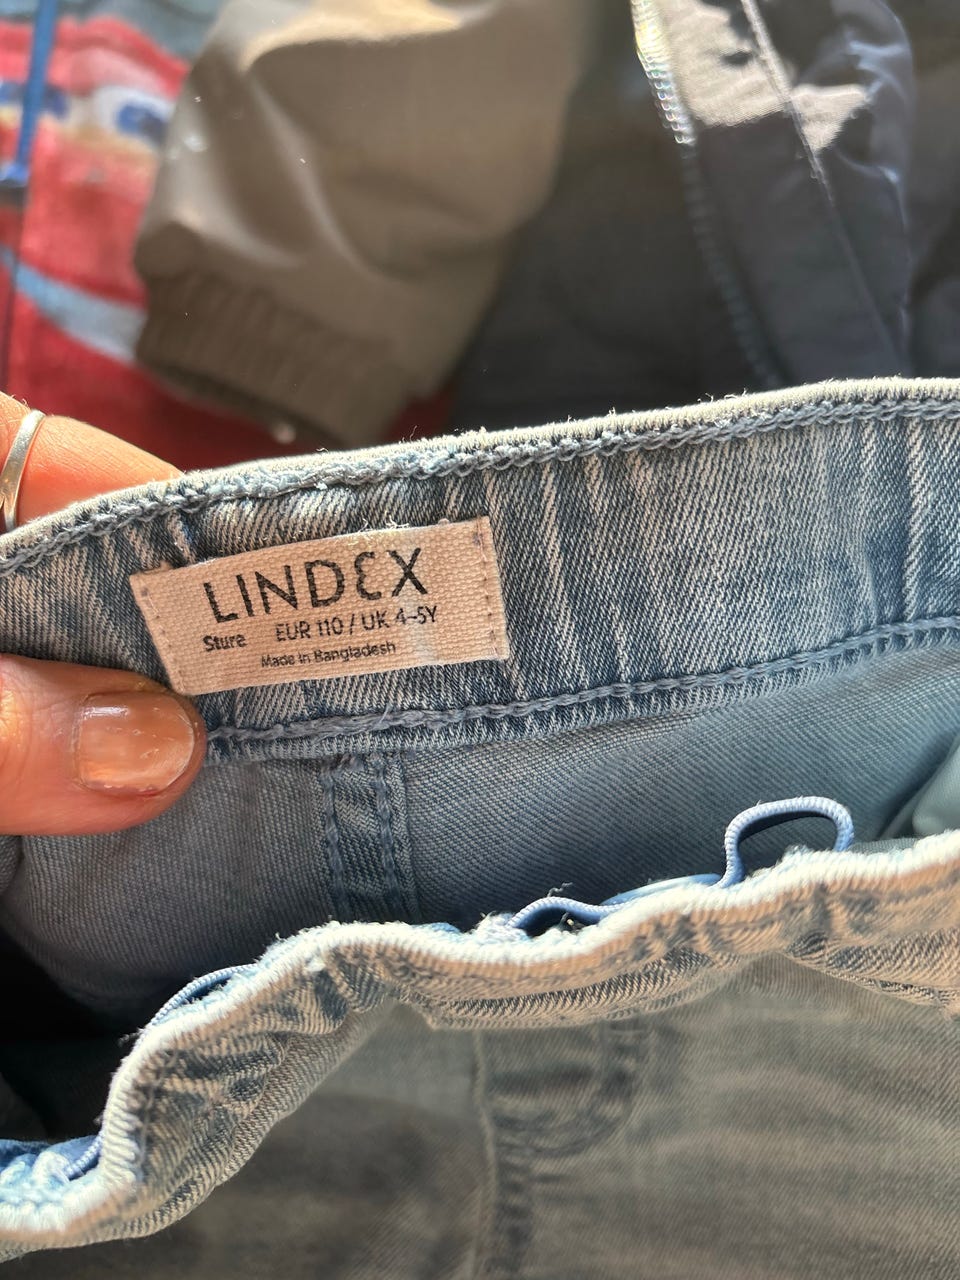 LINDEX
Sture EUR 110 / UK 4-5Y
Made in Bangladesh